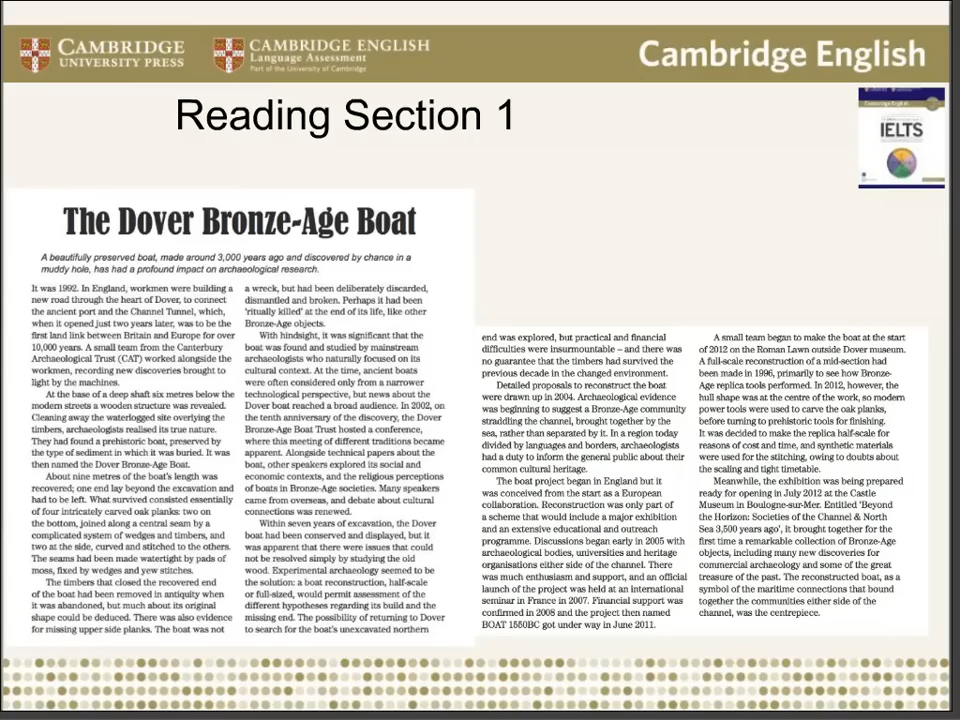 CAMBRIDGE
UNIVERSITY PRESS
CAMBRIDGE ENGLISH
Language Assessment
Part of the University of Cambridge
Cambridge English
Reading Section 1
IELTS
The Dover Bronze-Age Boat
A beautifully preserved boat, made around 3,000 years ago and discovered by chance in a
muddy hole, has had a profound impact on archaeological research.
It was 1992. In England, workmen were building a
new road through the heart of Dover, to connect
the ancient port and the Channel Tunnel, which,
when it opened just two years later, was to be the
first land link between Britain and Europe for over
10,000 years. A small team from the Canterbury
Archaeological Trust (CAT) worked alongside the
workmen, recording new discoveries brought to
light by the machines.
At the base of a deep shaft six metres below the
modern streets a wooden structure was revealed.
Cleaning away the waterlogged site overlying the
timbers, archaeologists realised its true nature.
They had found a prehistoric boat, preserved by
the type of sediment in which it was buried. It was
then named the Dover Bronze-Age Boat.
About nine metres of the boat's length was
recovered; one end lay beyond the excavation and
had to be left. What survived consisted essentially
of four intricately carved oak planks: two on
the bottom, joined along a central seam by a
complicated system of wedges and timbers, and
two at the side, curved and stitched to the others.
The seams had been made watertight by pads of
moss, fixed by wedges and yew stitches.
The timbers that closed the recovered end
of the boat had been removed in antiquity when
it was abandoned, but much about its original
shape could be deduced. There was also evidence
for missing upper side planks. The boat was not
a wreck, but had been deliberately discarded,
dismantled and broken. Perhaps it had been
'ritually killed' at the end of its life, like other
Bronze-Age objects.
With hindsight, it was significant that the
boat was found and studied by mainstream
archaeologists who naturally focused on its
cultural context. At the time, ancient boats
were often considered only from a narrower
technological perspective, but news about the
Dover boat reached a broad audience. In 2002, on
the tenth anniversary of the discovery, the Dover
Bronze-Age Boat Trust hosted a conference,
where this meeting of different traditions became
apparent. Alongside technical papers about the
boat, other speakers explored its social and
economic contexts, and the religious perceptions
of boats in Bronze-Age societies. Many speakers
came from overseas, and debate about cultural
connections was renewed.
Within seven years of excavation, the Dover
boat had been conserved and displayed, but it
was apparent that there were issues that could
not be resolved simply by studying the old
wood. Experimental archaeology seemed to be
the solution: a boat reconstruction, half-scale
or full-sized, would permit assessment of the
different hypotheses regarding its build and the
missing end. The possibility of returning to Dover
to search for the boat's unexcavated northern
end was explored, but practical and financial
difficulties were insurmountable – and there was
no guarantee that the timbers had survived the
previous decade in the changed environment.
Detailed proposals to reconstruct the boat
were drawn up in 2004. Archaeological evidence
was beginning to suggest a Bronze-Age community
straddling the channel, brought together by the
sea, rather than separated by it. In a region today
divided by languages and borders, archaeologists
had a duty to inform the general public about their
common cultural heritage.
The boat project began in England but it
was conceived from the start as a European
collaboration. Reconstruction was only part of
a scheme that would include a major exhibition
and an extensive educational and outreach
programme. Discussions began early in 2005 with
archaeological bodies, universities and heritage
organisations either side of the channel. There
was much enthusiasm and support, and an official
launch of the project was held at an international
seminar in France in 2007. Financial support was
confirmed in 2008 and the project then named
BOAT 1550BC got under way in June 2011.
A small team began to make the boat at the start
of 2012 on the Roman Lawn outside Dover museum.
A full-scale reconstruction of a mid-section had
been made in 1996, primarily to see how Bronze-
Age replica tools performed. In 2012, however, the
hull shape was at the centre of the work, so modern
power tools were used to carve the oak planks,
before turning to prehistoric tools for finishing.
It was decided to make the replica half-scale for
reasons of cost and time, and synthetic materials
were used for the stitching, owing to doubts about
the scaling and tight timetable.
Meanwhile, the exhibition was being prepared
ready for opening in July 2012 at the Castle
Museum in Boulogne-sur-Mer. Entitled 'Beyond
the Horizon: Societies of the Channel & North
Sea 3,500 years ago', it brought together for the
first time a remarkable collection of Bronze-Age
objects, including many new discoveries for
commercial archaeology and some of the great
treasure of the past. The reconstructed boat, as a
symbol of the maritime connections that bound
together the communities either side of the
channel, was the centrepiece.